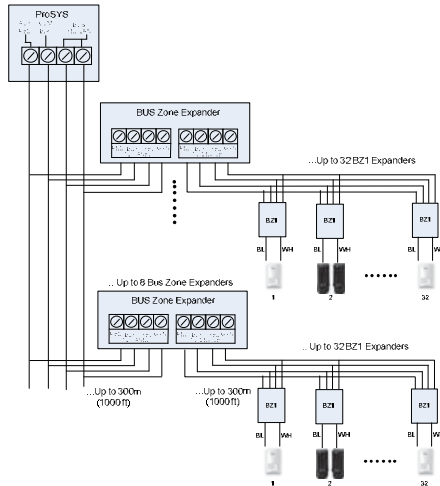 ProSYS
BUS Zone Expander
...Up to 32 BZ1 Expanders
BZ1 BZ1 BZ1
BL WH BL WH BL W
1 2 32
.. Up to 8 Bus Zone Expanders
BUS Zone Expander
.. Up to 32 BZ1 Expanders
...Up to 300m
(1000ft)
...Up to 300m
(1000ft)
BZ1 BZ1 BZ1
BL WH BL WH BL W
1 2 32